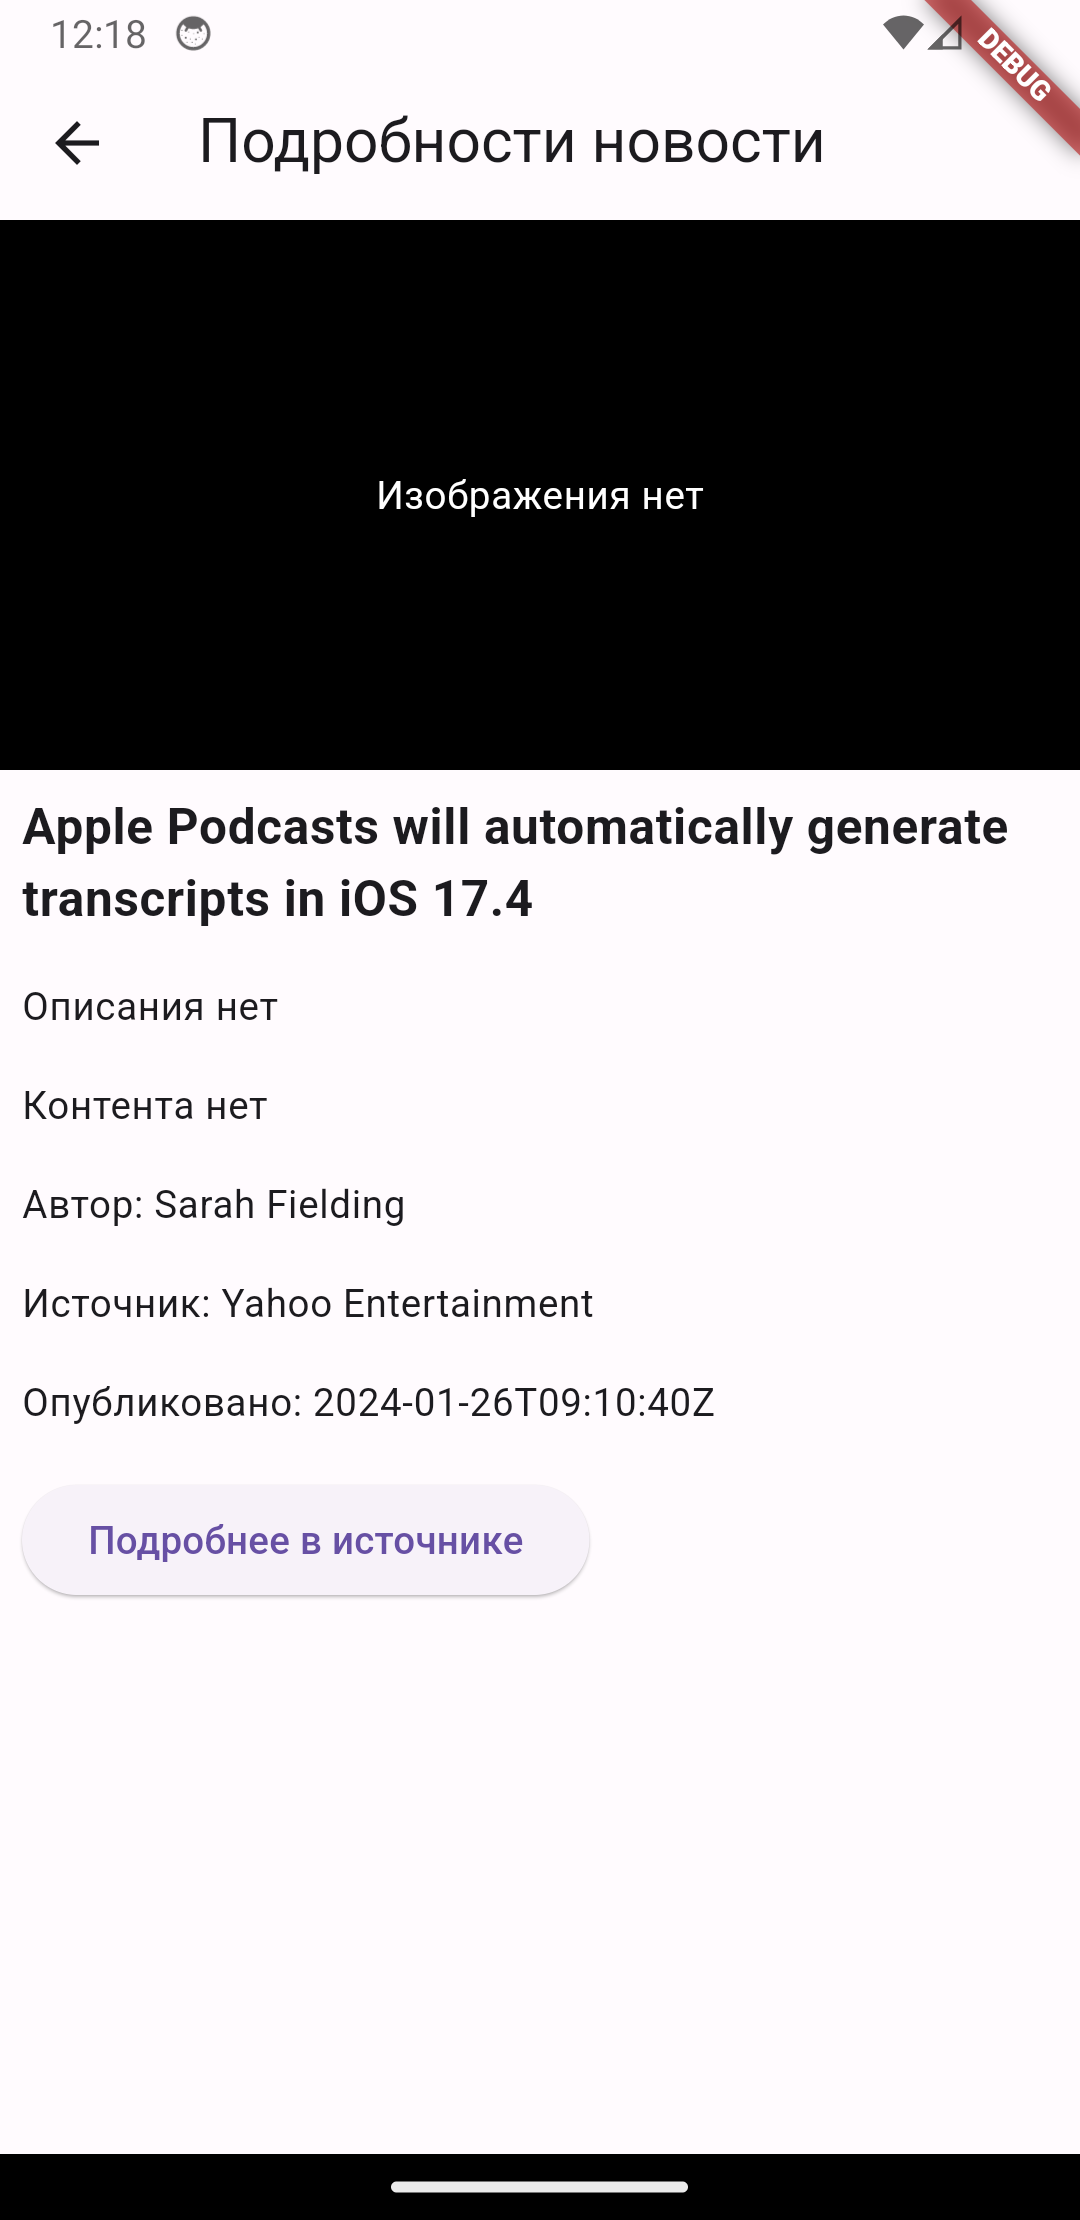 12:18
DEBUG
Подробности новости
Изображения нет
Apple Podcasts will automatically generate
transcripts in iOS 17.4
Описания нет
Контента нет
Автор: Sarah Fielding
Источник: Yahoo Entertainment
Опубликовано: 2024-01-26T09:10:40Z
Подробнее в источнике